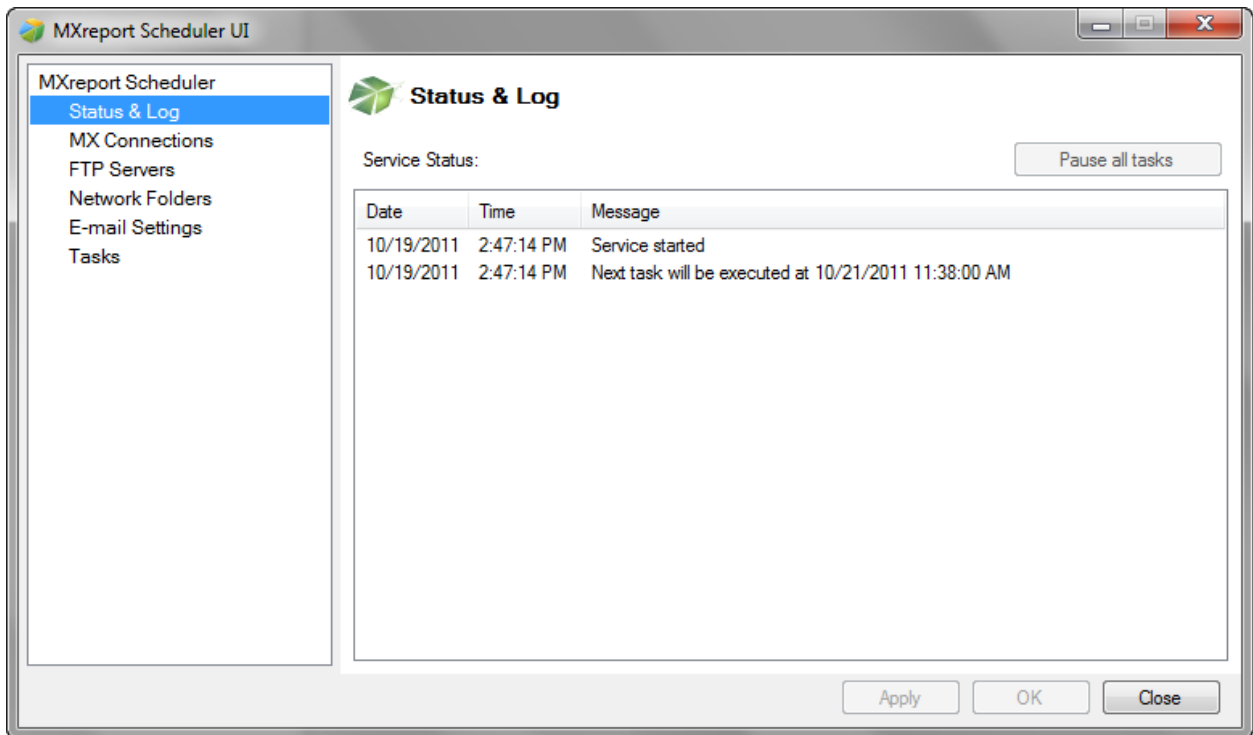 MXreport Scheduler UI
MXreport Scheduler
Status & Log
MX Connections
FTP Servers
Network Folders
E-mail Settings
Tasks
Status & Log
Service Status:
Pause all tasks
Date Time Message
10/19/2011 2:47:14 PM Service started
10/19/2011 2:47:14 PM Next task will be executed at 10/21/2011 11:38:00 AM
Apply OK Close